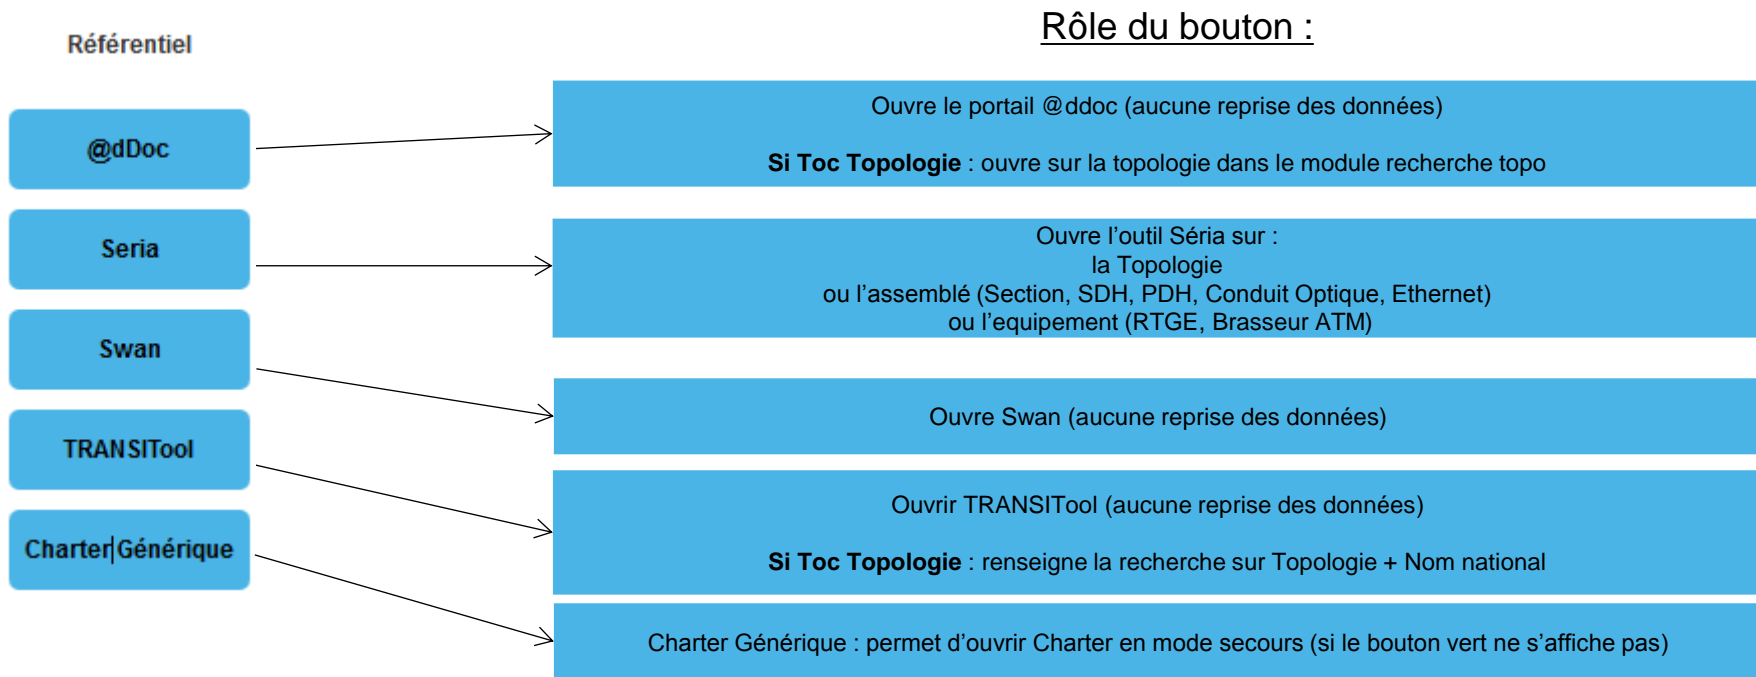 Rôle du bouton :
Référentiel
@dDoc
Ouvre le portail @ddoc (aucune reprise des données)
Si Toc Topologie : ouvre sur la topologie dans le module recherche topo
Seria
Ouvre l’outil Séria sur :
la Topologie
ou l’assemblé (Section, SDH, PDH, Conduit Optique, Ethernet)
ou l’equipement (RTGE, Brasseur ATM)
Swan
Ouvre Swan (aucune reprise des données)
TRANSITool
Ouvrir TRANSITool (aucune reprise des données)
Si Toc Topologie : renseigne la recherche sur Topologie + Nom national
Charter Générique
Charter Générique : permet d’ouvrir Charter en mode secours (si le bouton vert ne s’affiche pas)